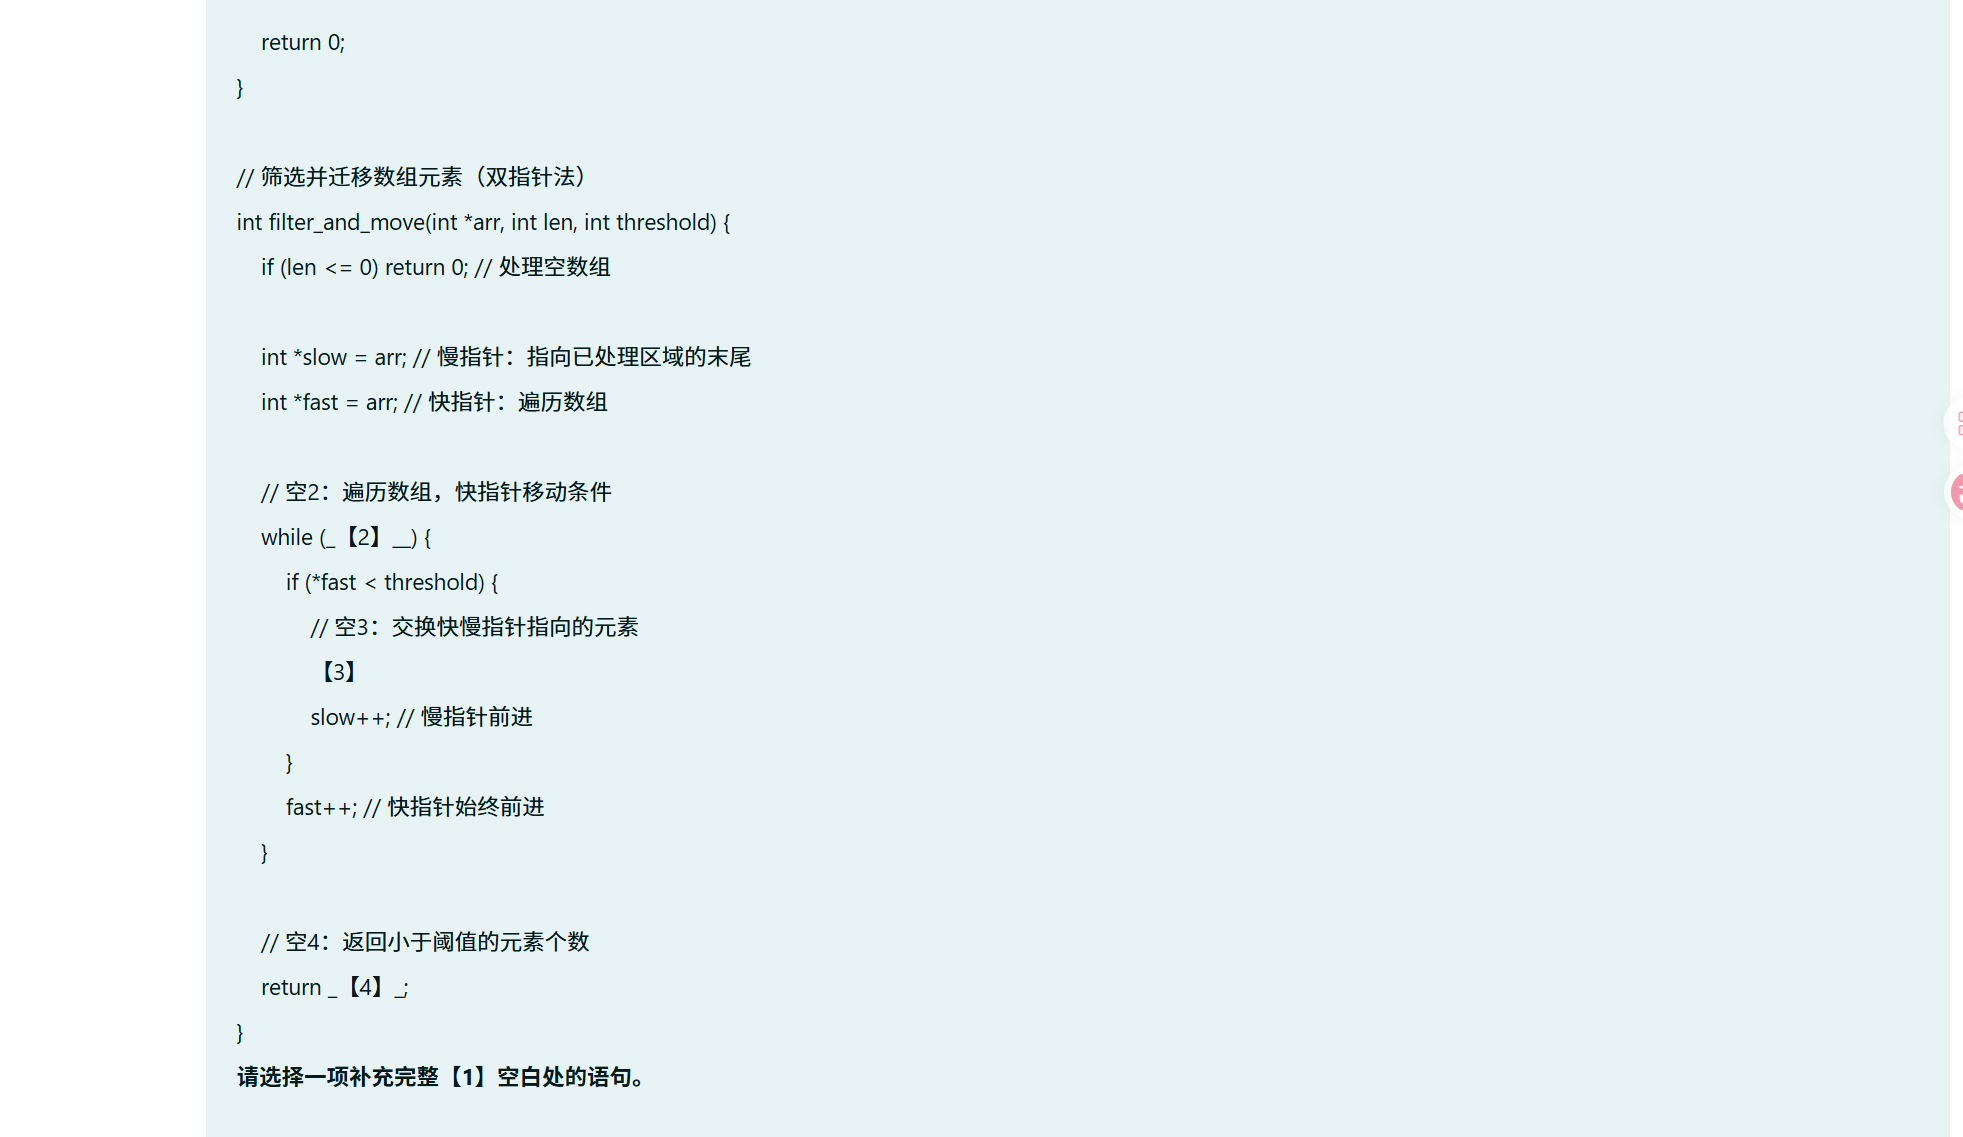 return 0;
}
// 筛选并迁移数组元素（双指针法）
int filter_and_move(int *arr, int len, int threshold) {
if (len <= 0) return 0; // 处理空数组
int *slow = arr; // 慢指针：指向已处理区域的末尾
int *fast = arr; // 快指针：遍历数组
// 空2：遍历数组，快指针移动条件
while (_【2】__) {
if (*fast < threshold) {
// 空3：交换快慢指针指向的元素
【3】
slow++; // 慢指针前进
}
fast++; // 快指针始终前进
}
// 空4：返回小于阈值的元素个数
return _【4】_;
}
请选择一项补充完整【1】空白处的语句。